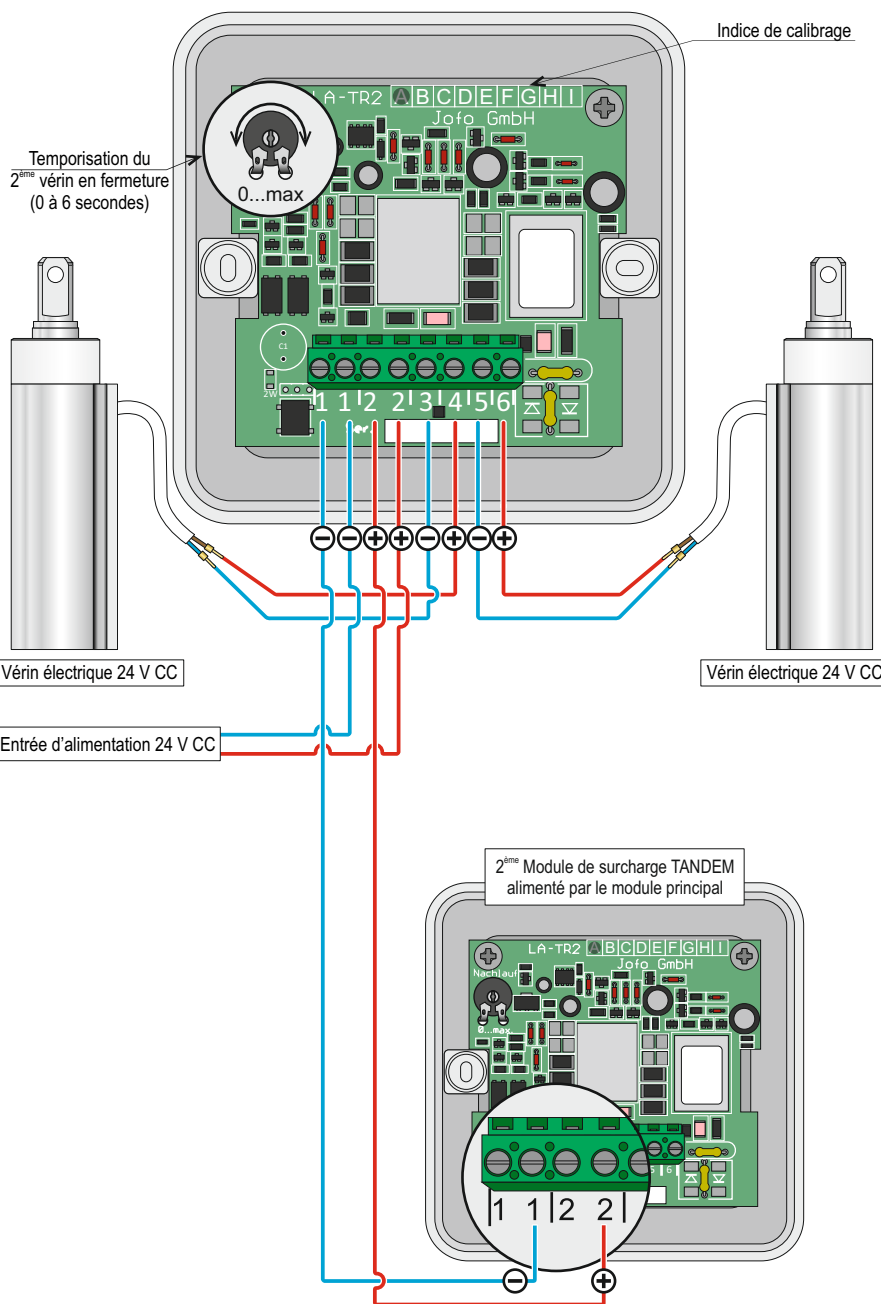 Indice de calibrage
LA-TR2 A B C D E F G H I
Jofo GmbH
Temporisation du
2ème vérin en fermeture
(0 à 6 secondes)
0...max
C1
2W
1 1 2 2 3 4 5 6
Ser.
− − + + − + − +
Vérin électrique 24 V CC
Vérin électrique 24 V CC
Entrée d'alimentation 24 V CC
2ème Module de surcharge TANDEM
alimenté par le module principal
LA-TR2 A B C D E F G H I
Jofo GmbH
Nachlauf
0...max.
5 6
1 1 2 2
− +